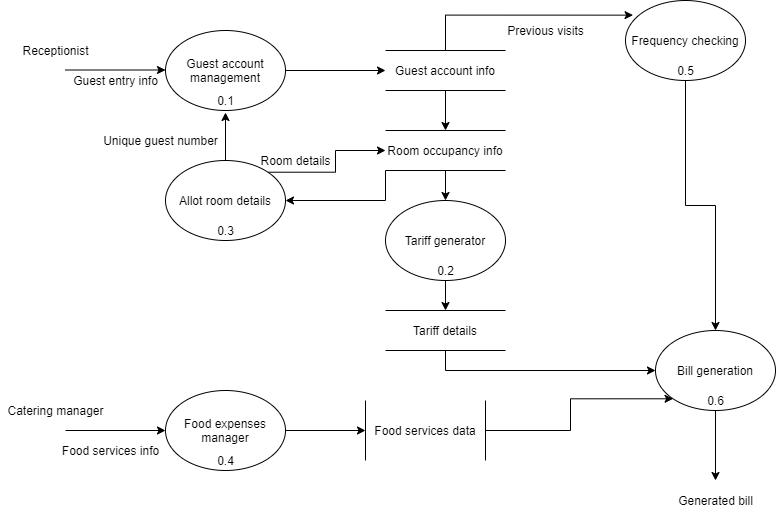 Previous visits
Receptionist
Guest entry info
Guest account
management
0.1
Guest account info
Frequency checking
0.5
Unique guest number
Room details
Room occupancy info
Allot room details
0.3
Tariff generator
0.2
Tariff details
Bill generation
0.6
Catering manager
Food services info
Food expenses
manager
0.4
Food services data
Generated bill